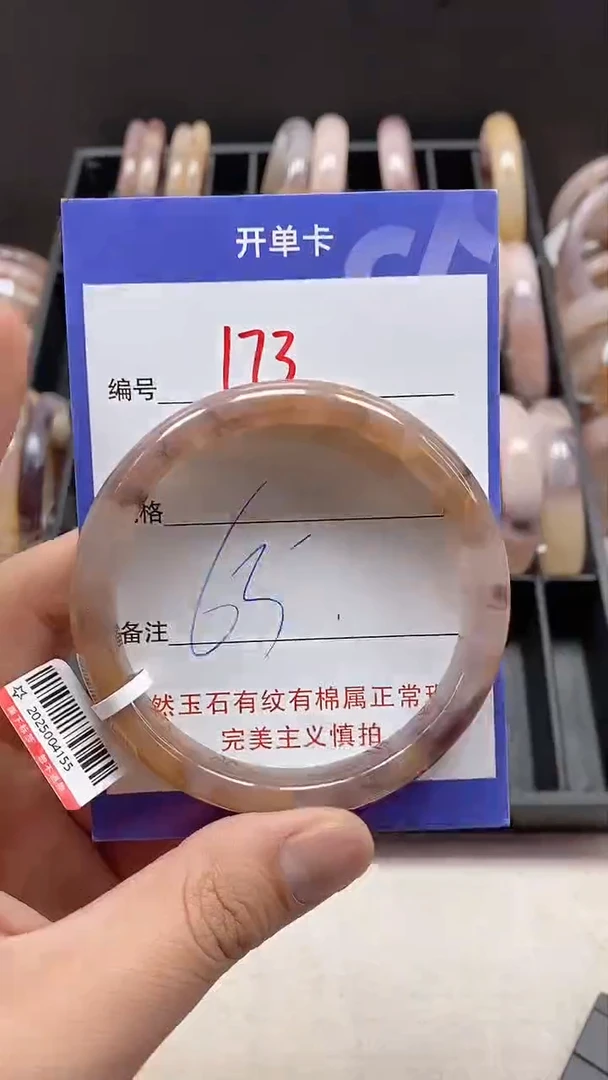 开单卡
编号 173
格
备注 65
然玉石有纹有棉属正常
完美主义慎拍
2025004155